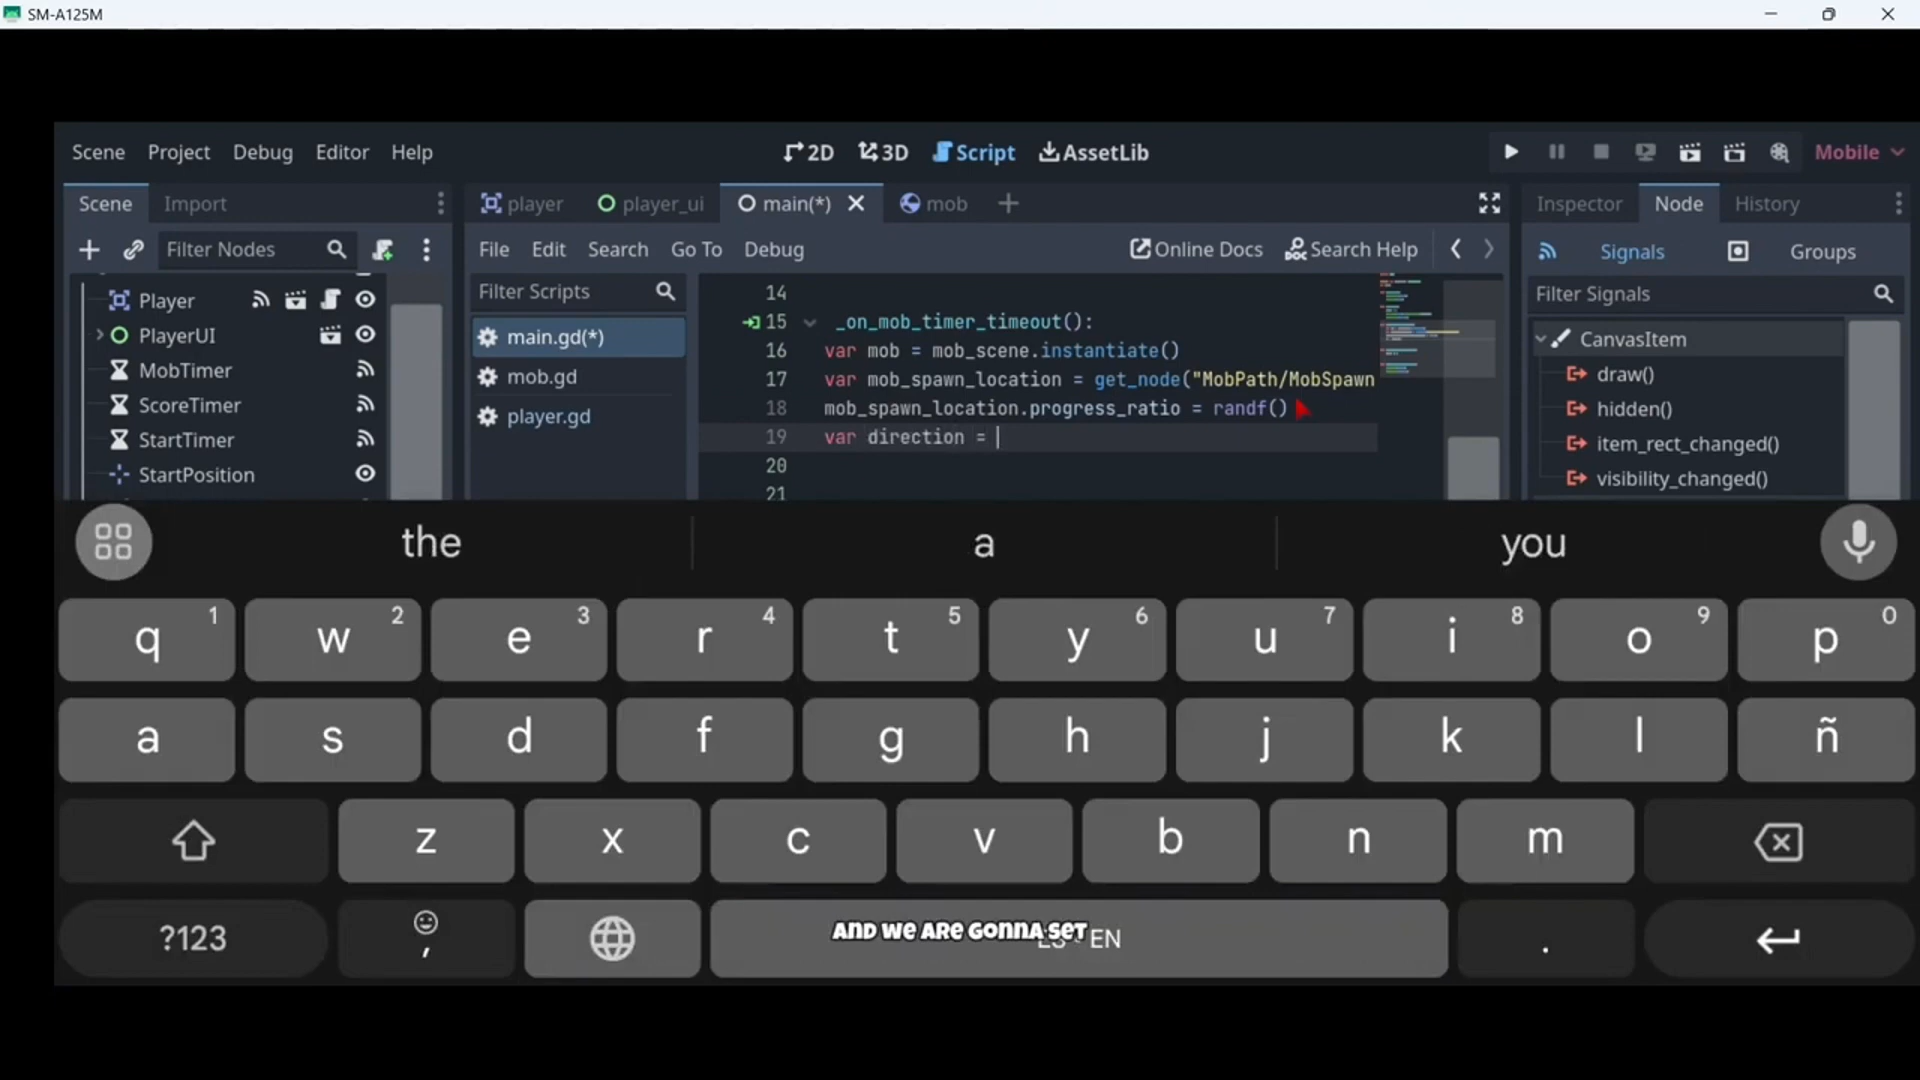 SM-A125M
Scene Project Debug Editor Help
2D 3D Script AssetLib
Mobile
Scene Import
player player_ui main(*) mob
Inspector Node History
Filter Nodes
File Edit Search Go To Debug
Online Docs Search Help
Signals Groups
Filter Scripts
Filter Signals
Player
PlayerUI
MobTimer
ScoreTimer
StartTimer
StartPosition
main.gd(*)
mob.gd
player.gd
14
15 _on_mob_timer_timeout():
16 var mob = mob_scene.instantiate()
17 var mob_spawn_location = get_node("MobPath/MobSpawn
18 mob_spawn_location.progress_ratio = randf()
19 var direction =
20
21
CanvasItem
draw()
hidden()
item_rect_changed()
visibility_changed()
the a you
q 1 w 2 e 3 r 4 t 5 y 6 u 7 i 8 o 9 p 0
a s d f g h j k l ñ
z x c v b n m
?123 , ES EN .
AND WE ARE GONNA SET